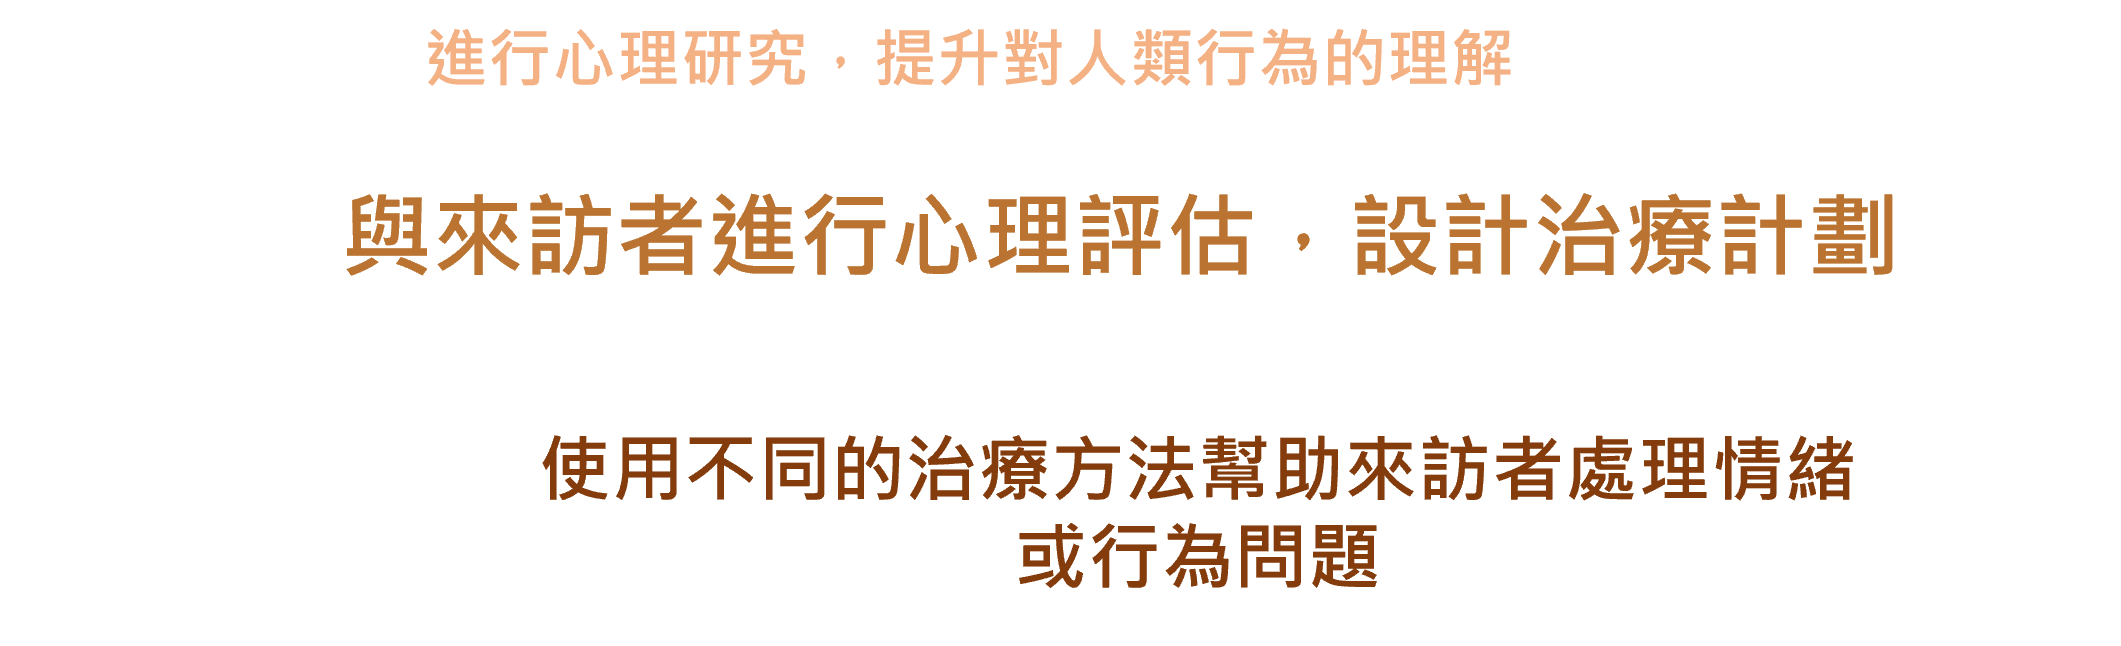 進行心理研究，提升對人類行為的理解
與來訪者進行心理評估，設計治療計劃
使用不同的治療方法幫助來訪者處理情緒
或行為問題